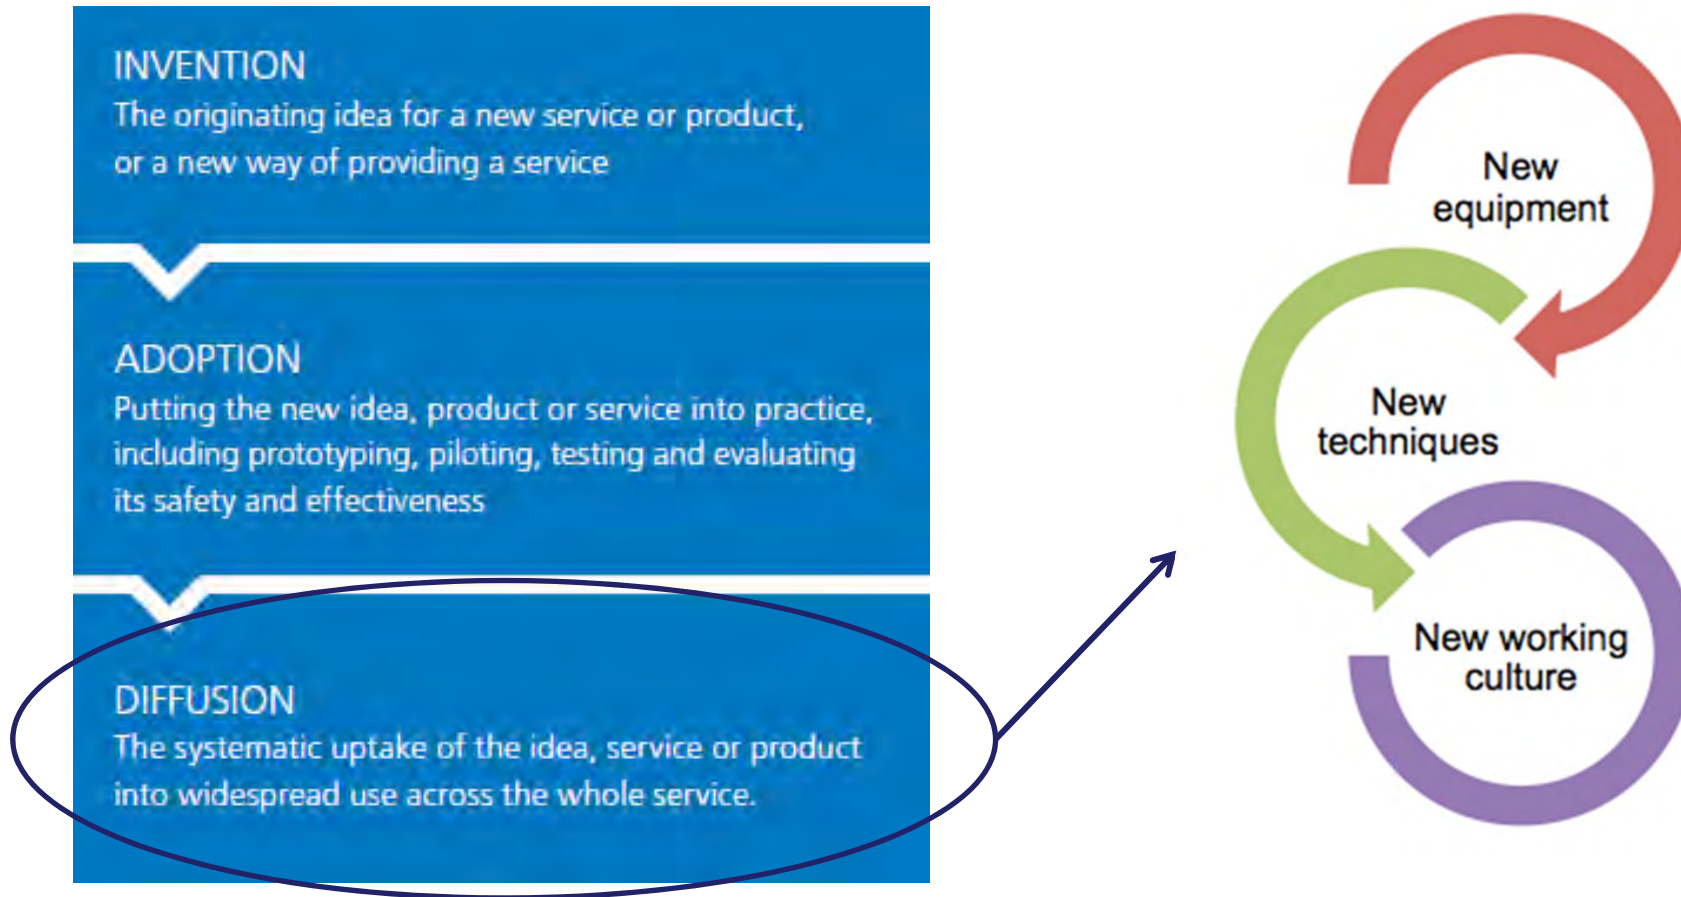 INVENTION
The originating idea for a new service or product,
or a new way of providing a service
ADOPTION
Putting the new idea, product or service into practice,
including prototyping, piloting, testing and evaluating
its safety and effectiveness
DIFFUSION
The systematic uptake of the idea, service or product
into widespread use across the whole service.
New
equipment
New
techniques
New working
culture